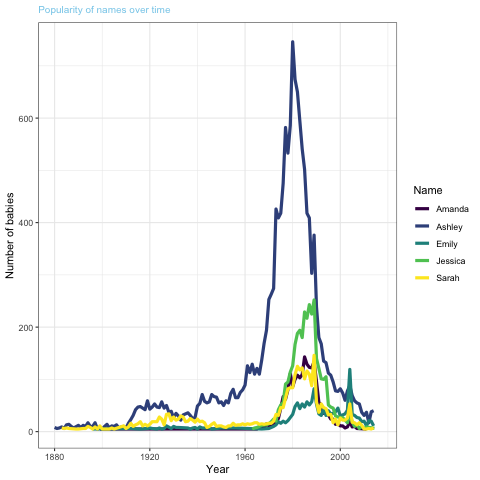 Popularity of names over time
600
400
200
0
1880
1920
1960
2000
Number of babies
Year
Name
Amanda
Ashley
Emily
Jessica
Sarah